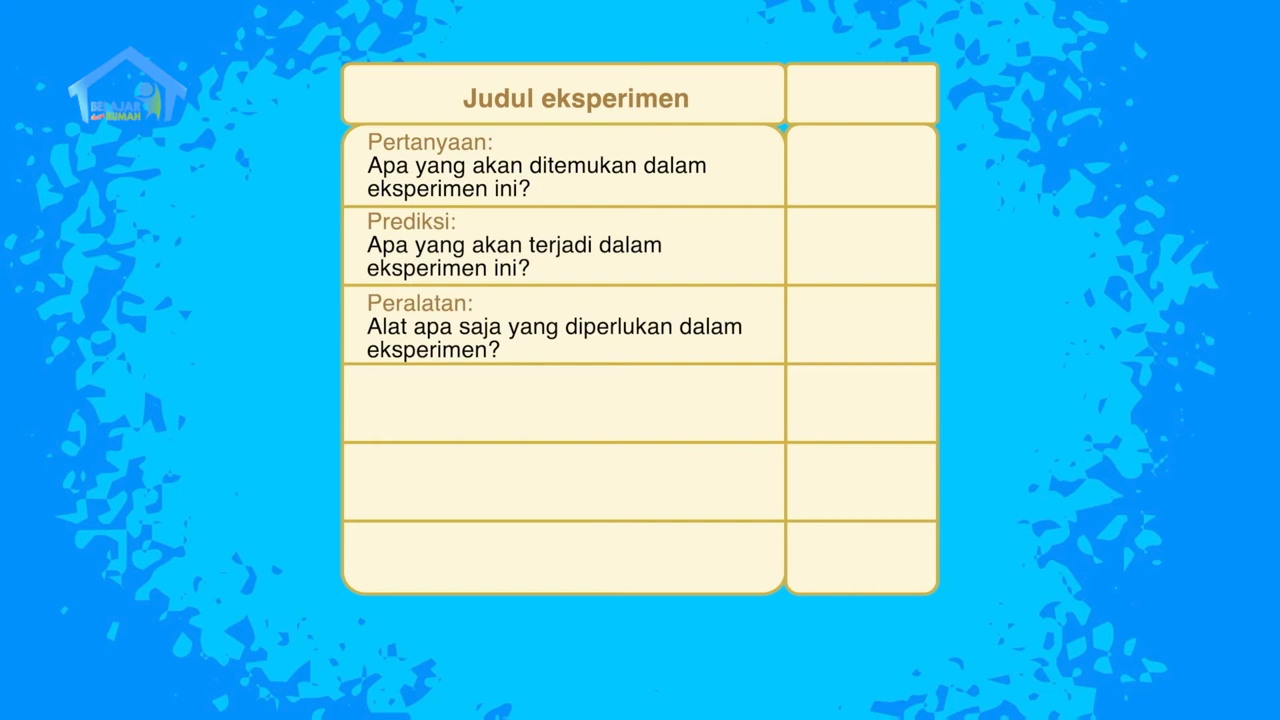 BELAJAR
dari RUMAH
Judul eksperimen
Pertanyaan:
Apa yang akan ditemukan dalam
eksperimen ini?
Prediksi:
Apa yang akan terjadi dalam
eksperimen ini?
Peralatan:
Alat apa saja yang diperlukan dalam
eksperimen?